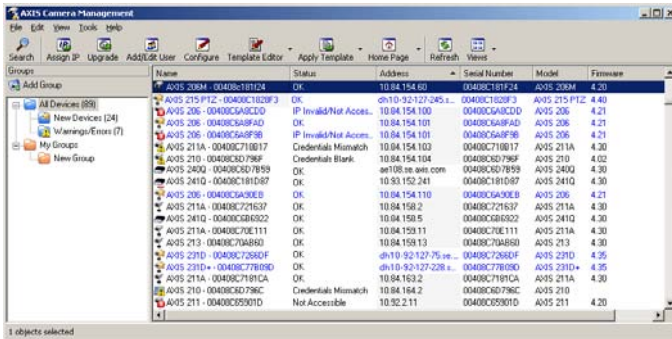 AXIS Camera Management
File Edit View Tools Help
Search Assign IP Upgrade Add/Edit User Configure Template Editor Apply Template Home Page Refresh Views
Groups
Add Group
All Devices (89)
New Devices (24)
Warnings/Errors (7)
My Groups
New Group
Name Status Address Serial Number Model Firmware
AXIS 206M - 00408C181F24 OK 10.84.154.60 00408C181F24 AXIS 206M 4.20
AXIS 215 PTZ - 00408C1828F3 OK dh10-92-127-245.s... 00408C1828F3 AXIS 215 PTZ 4.40
AXIS 206 - 00408C6A8CDD IP Invalid/Not Acces... 10.84.154.100 00408C6A8CDD AXIS 206 4.21
AXIS 206 - 00408C6A8FAD OK 10.84.154.101 00408C6A8FAD AXIS 206 4.21
AXIS 206 - 00408C6A8F9B IP Invalid/Not Acces... 10.84.154.101 00408C6A8F9B AXIS 206 4.21
AXIS 211A - 00408C718B17 Credentials Mismatch 10.84.154.103 00408C718B17 AXIS 211A 4.30
AXIS 210 - 00408C6D796F Credentials Blank 10.84.154.104 00408C6D796F AXIS 210 4.02
AXIS 240Q - 00408C6D7B59 OK ae108.se.axis.com 00408C6D7B59 AXIS 240Q 4.30
AXIS 241Q - 00408C181D87 OK 10.93.152.241 00408C181D87 AXIS 241Q 4.30
AXIS 206 - 00408C6A90EB OK 10.84.154.110 00408C6A90EB AXIS 206 4.21
AXIS 211A - 00408C721637 OK 10.84.158.2 00408C721637 AXIS 211A 4.30
AXIS 241Q - 00408C6B6922 OK 10.84.158.5 00408C6B6922 AXIS 241Q 4.30
AXIS 211A - 00408C70E111 OK 10.84.159.11 00408C70E111 AXIS 211A 4.30
AXIS 213 - 00408C70AB60 OK 10.84.159.13 00408C70AB60 AXIS 213 4.30
AXIS 231D - 00408C7266DF OK dh10-92-127-75.se... 00408C7266DF AXIS 231D 4.35
AXIS 231D+ - 00408C77B09D OK dh10-92-127-228.s... 00408C77B09D AXIS 231D+ 4.35
AXIS 211A - 00408C7181CA OK 10.84.163.2 00408C7181CA AXIS 211A 4.30
AXIS 210 - 00408C6D796C Credentials Mismatch 10.84.164.2 00408C6D796C AXIS 210
AXIS 211 - 00408C65901D Not Accessible 10.92.2.11 00408C65901D AXIS 211 4.20
1 objects selected